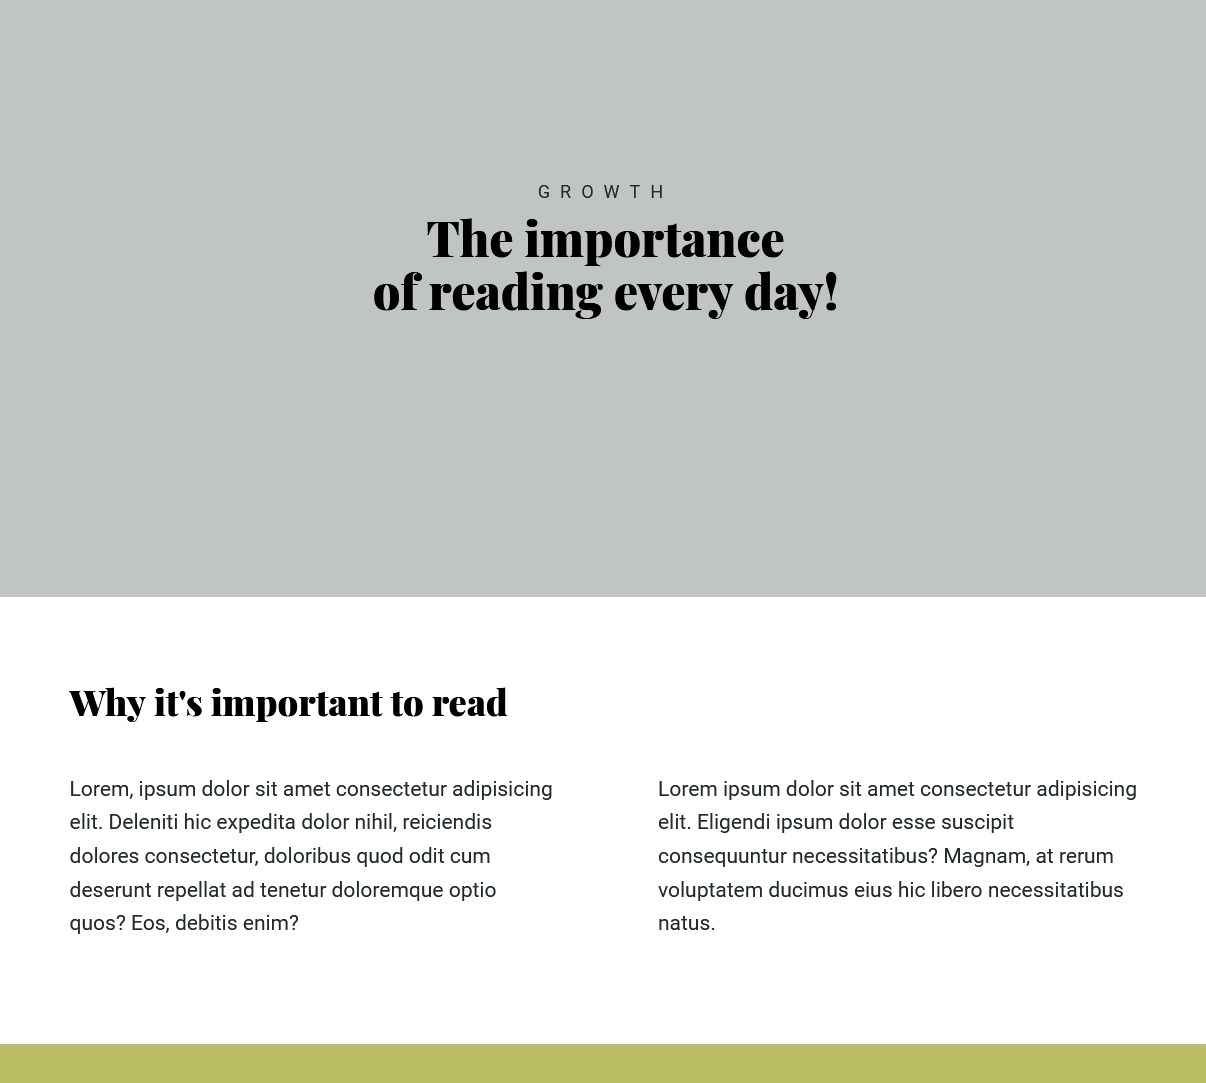 GROWTH
The importance
of reading every day!
Why it's important to read
Lorem, ipsum dolor sit amet consectetur adipisicing
elit. Deleniti hic expedita dolor nihil, reiciendis
dolores consectetur, doloribus quod odit cum
deserunt repellat ad tenetur doloremque optio
quos? Eos, debitis enim?
Lorem ipsum dolor sit amet consectetur adipisicing
elit. Eligendi ipsum dolor esse suscipit
consequuntur necessitatibus? Magnam, at rerum
voluptatem ducimus eius hic libero necessitatibus
natus.